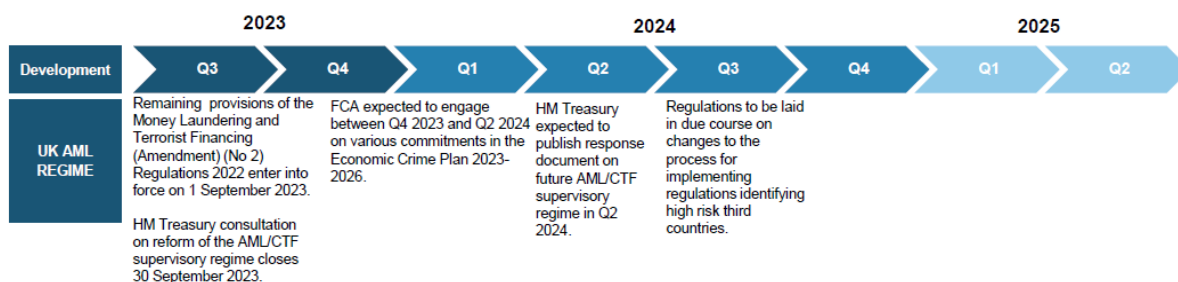 2023
2024
2025
Development
Q3
Q4
Q1
Q2
Q3
Q4
Q1
Q2
UK AML
REGIME
Remaining provisions of the
Money Laundering and
Terrorist Financing
(Amendment) (No 2)
Regulations 2022 enter into
force on 1 September 2023.
HM Treasury consultation
on reform of the AML/CTF
supervisory regime closes
30 September 2023.
FCA expected to engage
between Q4 2023 and Q2 2024
on various commitments in the
Economic Crime Plan 2023-
2026.
HM Treasury
expected to
publish response
document on
future AML/CTF
supervisory
regime in Q2
2024.
Regulations to be laid
in due course on
changes to the
process for
implementing
regulations identifying
high risk third
countries.